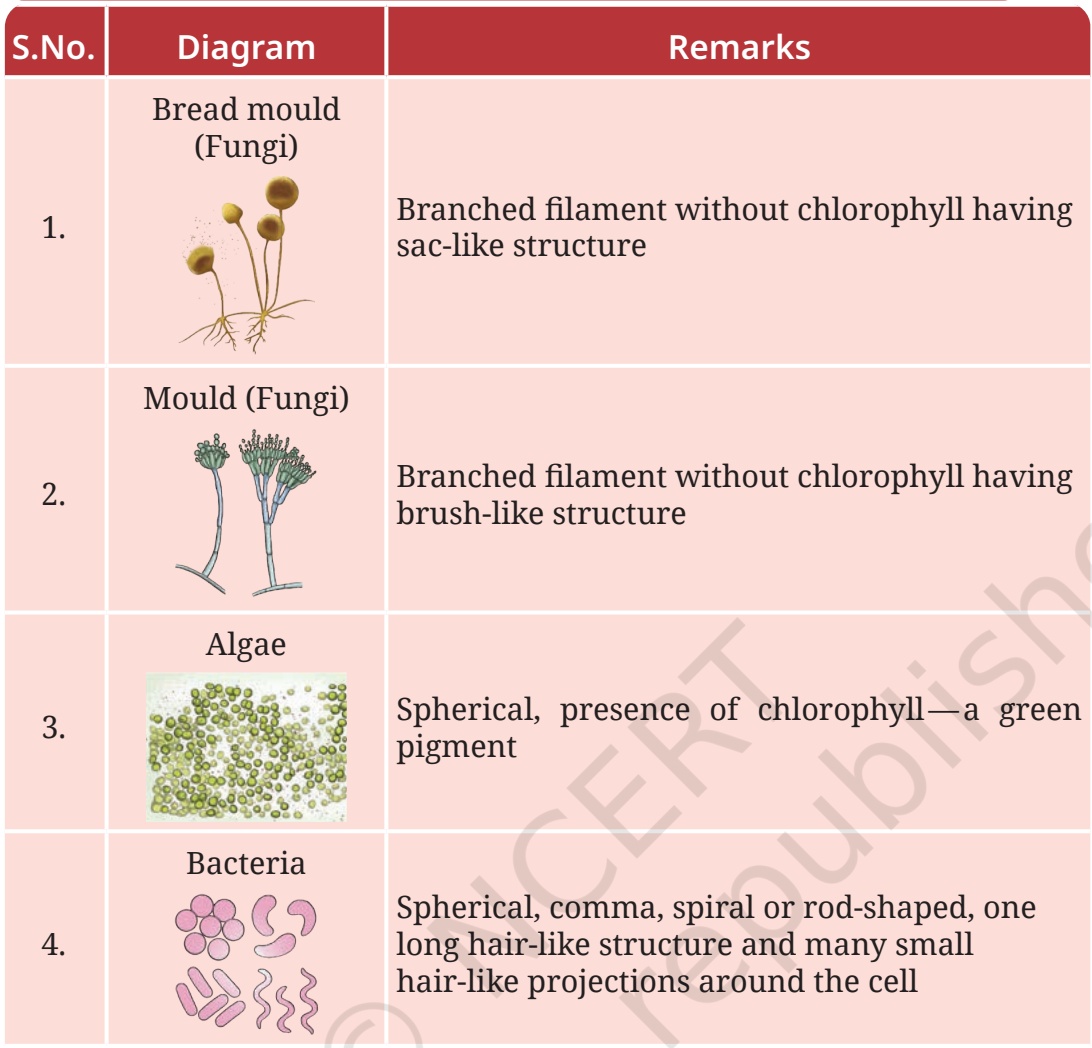 S.No.
Diagram
Remarks
1.
Bread mould
(Fungi)
Branched filament without chlorophyll having
sac-like structure
2.
Mould (Fungi)
Branched filament without chlorophyll having
brush-like structure
3.
Algae
Spherical, presence of chlorophyll—a green
pigment
4.
Bacteria
Spherical, comma, spiral or rod-shaped, one
long hair-like structure and many small
hair-like projections around the cell
© NCERT
republishe